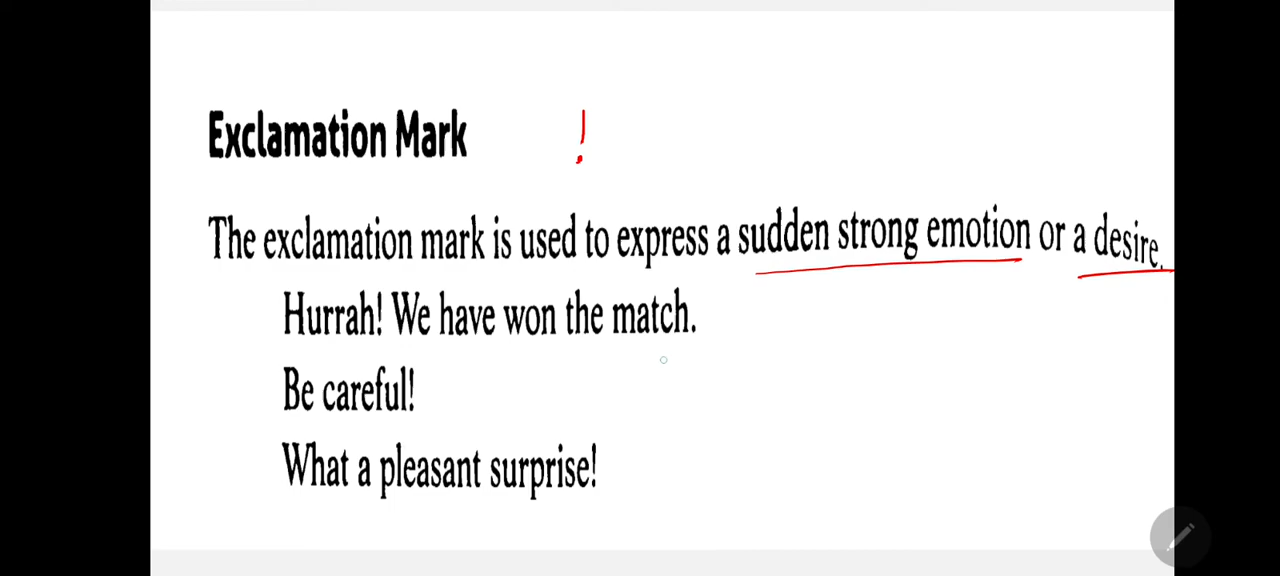 Exclamation Mark !
The exclamation mark is used to express a sudden strong emotion or a desire.
Hurrah! We have won the match.
Be careful!
What a pleasant surprise!